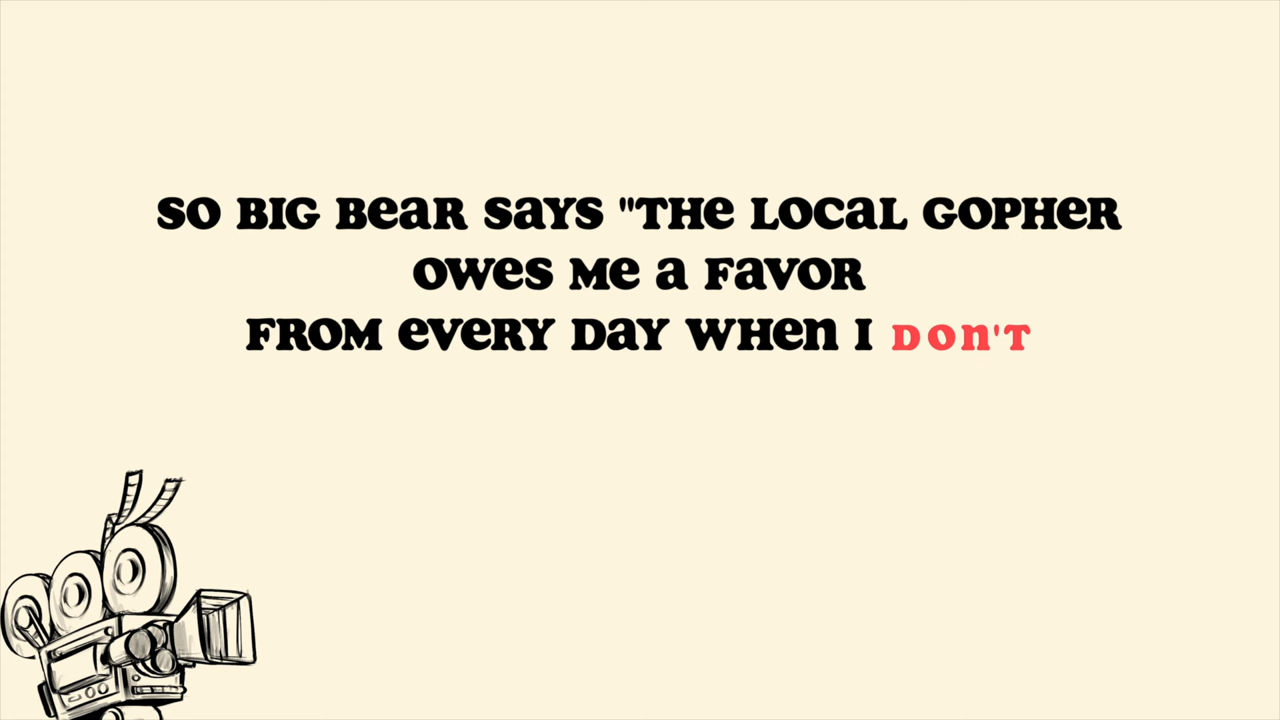 SO BIG BEAR SAYS "THE LOCAL GOPHER
OWES ME A FAVOR
FROM EVERY DAY WHEN I DON'T